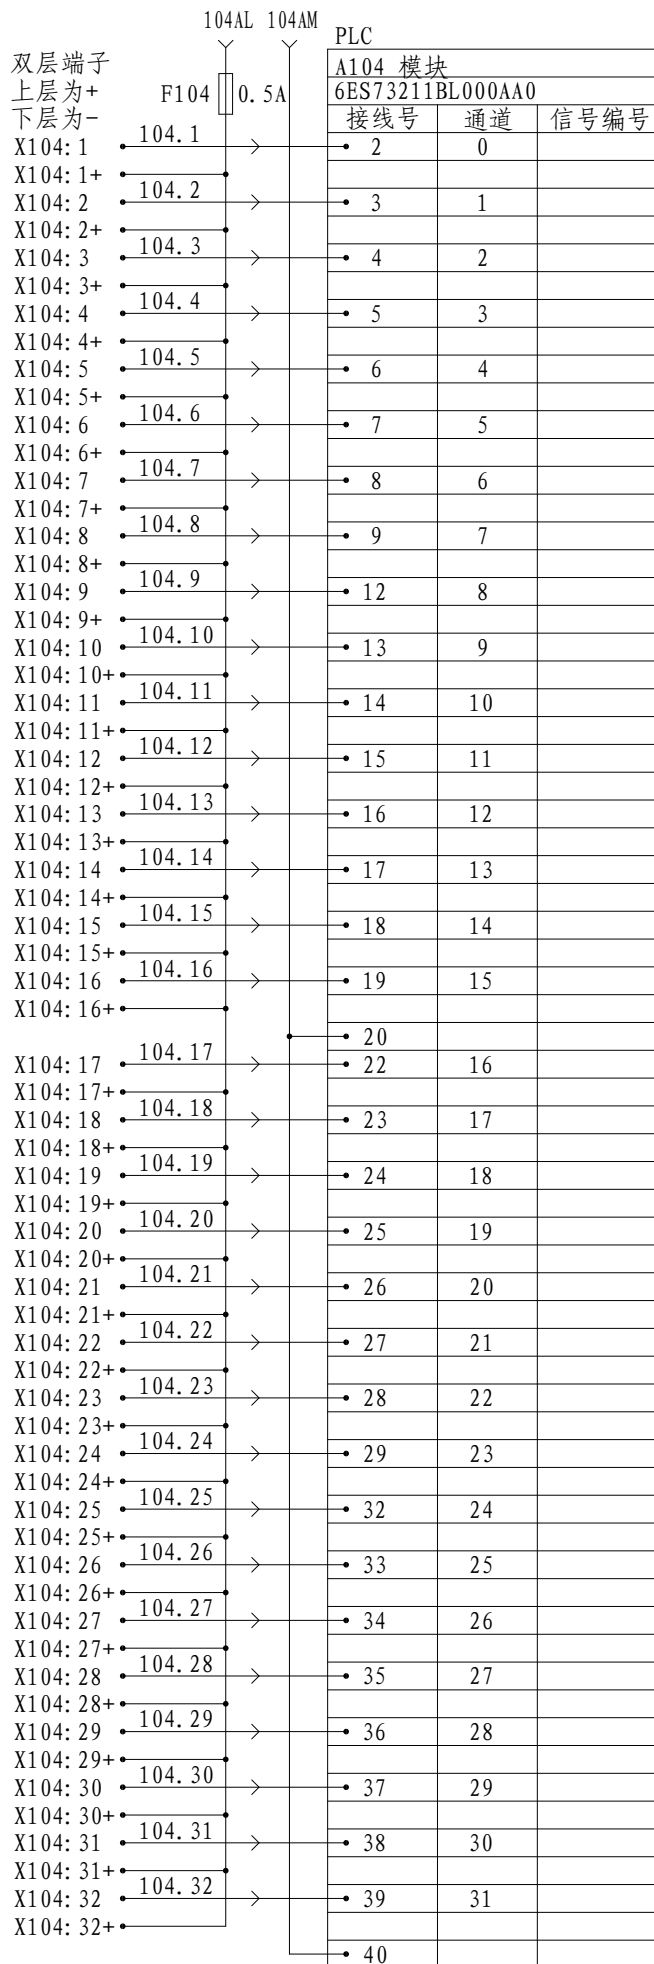 104AL 104AM
PLC
双层端子
上层为+
下层为-
F104 0.5A
A104 模块
6ES73211BL000AA0
接线号 通道 信号编号
X104:1 104.1 2 0
X104:1+
X104:2 104.2 3 1
X104:2+
X104:3 104.3 4 2
X104:3+
X104:4 104.4 5 3
X104:4+
X104:5 104.5 6 4
X104:5+
X104:6 104.6 7 5
X104:6+
X104:7 104.7 8 6
X104:7+
X104:8 104.8 9 7
X104:8+
X104:9 104.9 12 8
X104:9+
X104:10 104.10 13 9
X104:10+
X104:11 104.11 14 10
X104:11+
X104:12 104.12 15 11
X104:12+
X104:13 104.13 16 12
X104:13+
X104:14 104.14 17 13
X104:14+
X104:15 104.15 18 14
X104:15+
X104:16 104.16 19 15
X104:16+
20
X104:17 104.17 22 16
X104:17+
X104:18 104.18 23 17
X104:18+
X104:19 104.19 24 18
X104:19+
X104:20 104.20 25 19
X104:20+
X104:21 104.21 26 20
X104:21+
X104:22 104.22 27 21
X104:22+
X104:23 104.23 28 22
X104:23+
X104:24 104.24 29 23
X104:24+
X104:25 104.25 32 24
X104:25+
X104:26 104.26 33 25
X104:26+
X104:27 104.27 34 26
X104:27+
X104:28 104.28 35 27
X104:28+
X104:29 104.29 36 28
X104:29+
X104:30 104.30 37 29
X104:30+
X104:31 104.31 38 30
X104:31+
X104:32 104.32 39 31
X104:32+
40